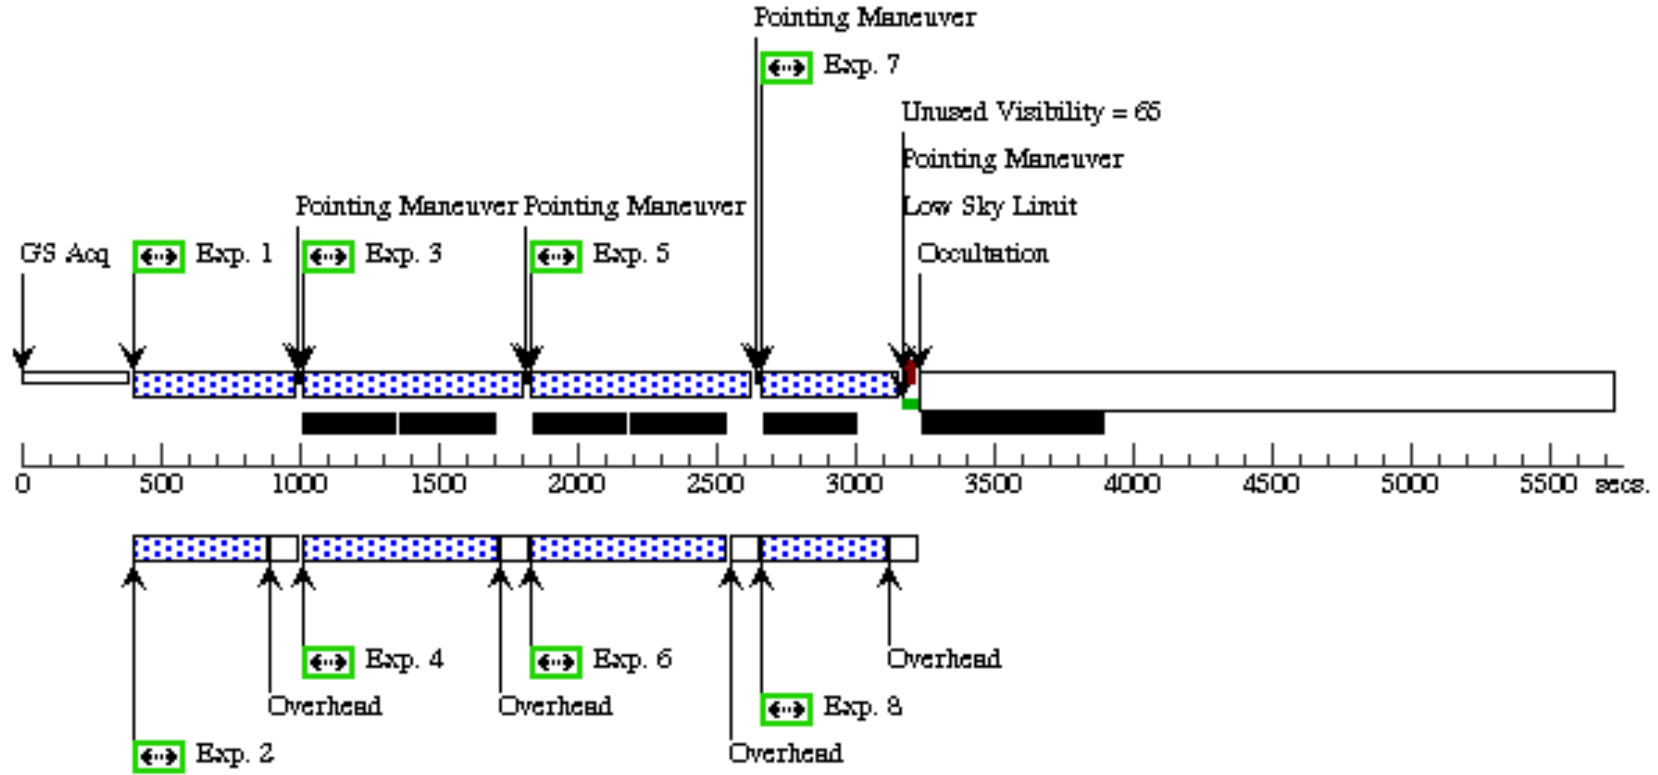 Pointing Maneuver
Exp. 7
Unused Visibility = 65
Pointing Maneuver
Pointing Maneuver Pointing Maneuver Low Sky Limit
GS Acq Exp. 1 Exp. 3 Exp. 5 Occultation
0 500 1000 1500 2000 2500 3000 3500 4000 4500 5000 5500 secs.
Exp. 4 Exp. 6 Overhead
Overhead Overhead Exp. 8
Exp. 2 Overhead